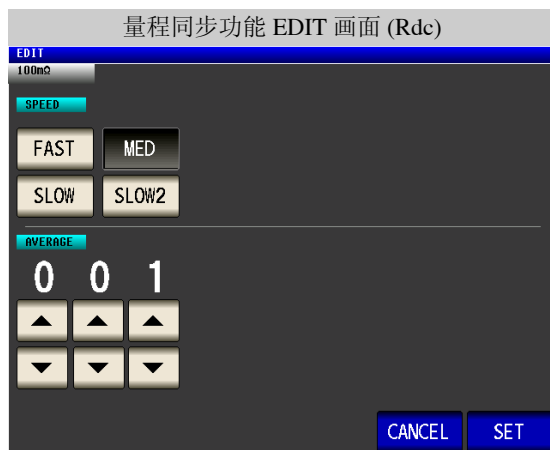 量程同步功能 EDIT 画面 (Rdc)
EDIT
100mΩ
SPEED
FAST MED
SLOW SLOW2
AVERAGE
0 0 1
CANCEL SET